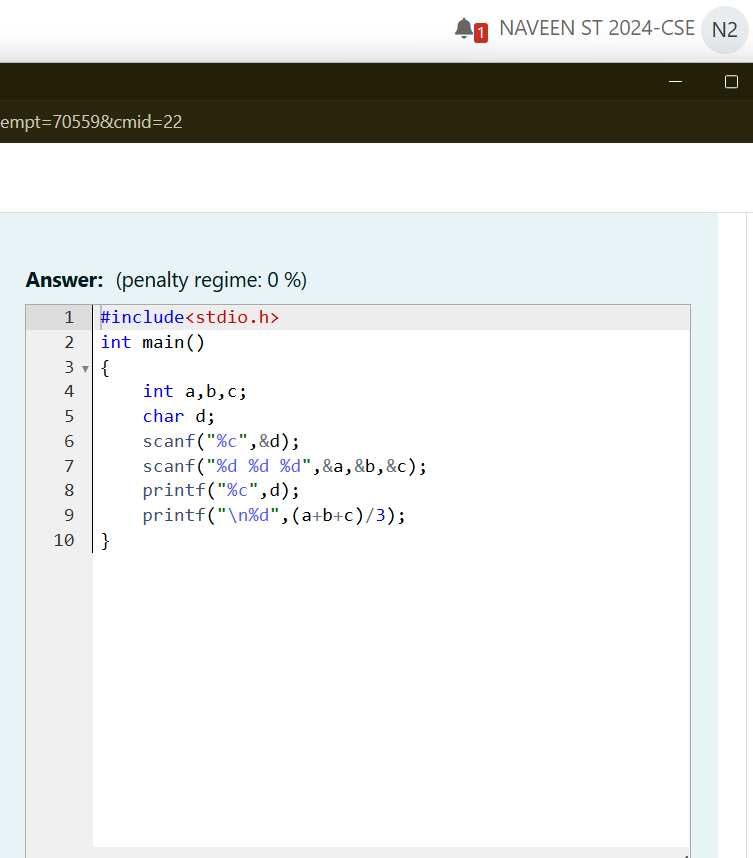 1 NAVEEN ST 2024-CSE N2
empt=70559&cmid=22
Answer: (penalty regime: 0 %)
1 #include<stdio.h>
2 int main()
3 {
4 int a,b,c;
5 char d;
6 scanf("%c",&d);
7 scanf("%d %d %d",&a,&b,&c);
8 printf("%c",d);
9 printf("\n%d",(a+b+c)/3);
10 }